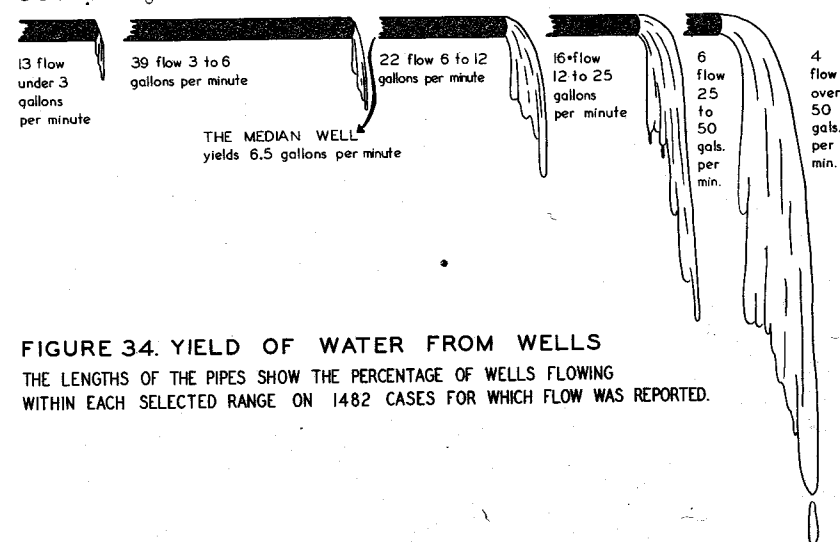 13 flow
under 3
gallons
per minute
39 flow 3 to 6
gallons per minute
22 flow 6 to 12
gallons per minute
16 flow
12 to 25
gallons
per minute
6
flow
25
to
50
gals.
per
min.
4
flow
over
50
gals.
per
min.
THE MEDIAN WELL
yields 6.5 gallons per minute
FIGURE 34. YIELD OF WATER FROM WELLS
THE LENGTHS OF THE PIPES SHOW THE PERCENTAGE OF WELLS FLOWING
WITHIN EACH SELECTED RANGE ON 1482 CASES FOR WHICH FLOW WAS REPORTED.